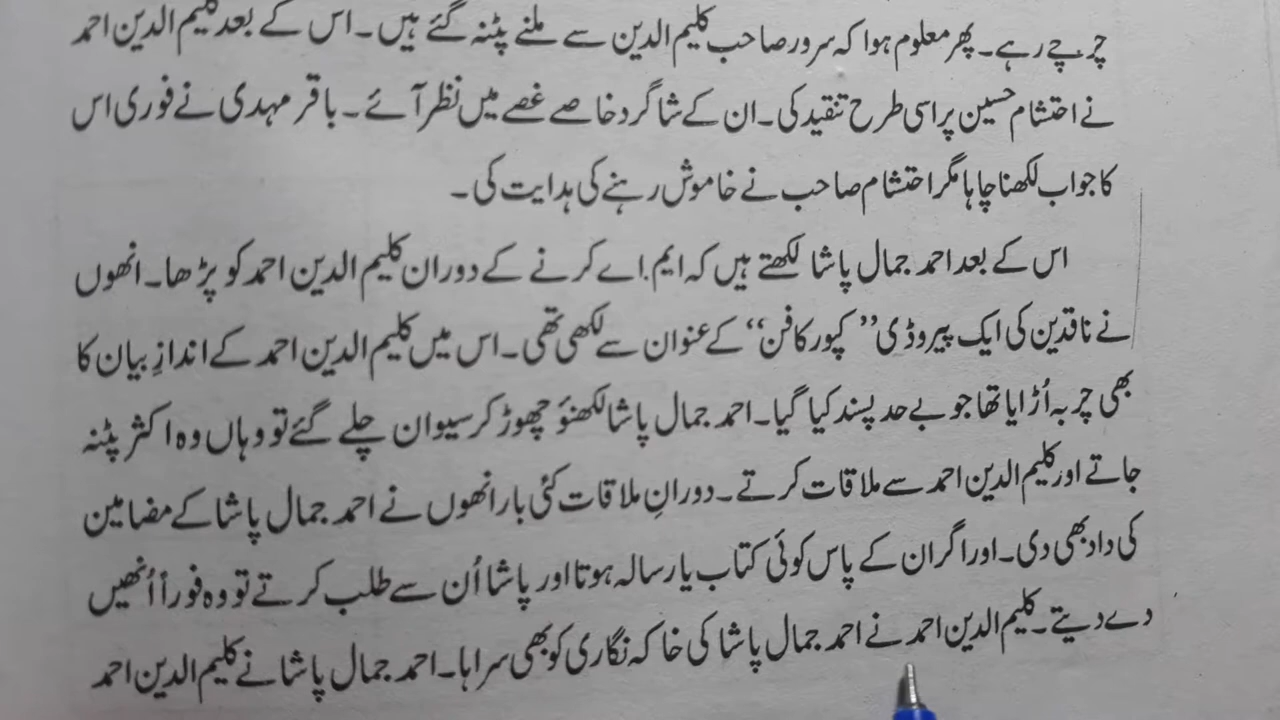 چرچے رہے۔ پھر معلوم ہوا کہ سرور صاحب کلیم الدین سے ملنے پٹنہ گئے ہیں۔ اس کے بعد کلیم الدین احمد
نے احتشام حسین پر اسی طرح تنقید کی۔ ان کے شاگرد خاصے غصے میں نظر آئے۔ باقر مہدی نے فوری اس
کا جواب لکھنا چاہا مگر احتشام صاحب نے خاموش رہنے کی ہدایت کی۔
اس کے بعد احمد جمال پاشا لکھتے ہیں کہ ایم.اے کرنے کے دوران کلیم الدین احمد کو پڑھا۔ انھوں
نے ناقدین کی ایک پیروڈی ’’کپور کا فن‘‘ کے عنوان سے لکھی تھی۔ اس میں کلیم الدین احمد کے اندازِ بیان کا
بھی چربہ اُڑایا تھا جو بے حد پسند کیا گیا۔ احمد جمال پاشا لکھنؤ چھوڑ کر سیوان چلے گئے تو وہاں وہ اکثر پٹنہ
جاتے اور کلیم الدین احمد سے ملاقات کرتے۔ دورانِ ملاقات کئی بار انھوں نے احمد جمال پاشا کے مضامین
کی داد بھی دی۔ اور اگر ان کے پاس کوئی کتاب یا رسالہ ہوتا اور پاشا اُن سے طلب کرتے تو وہ فوراً اُنھیں
دے دیتے۔ کلیم الدین احمد نے احمد جمال پاشا کی خاکہ نگاری کو بھی سراہا۔ احمد جمال پاشا نے کلیم الدین احمد